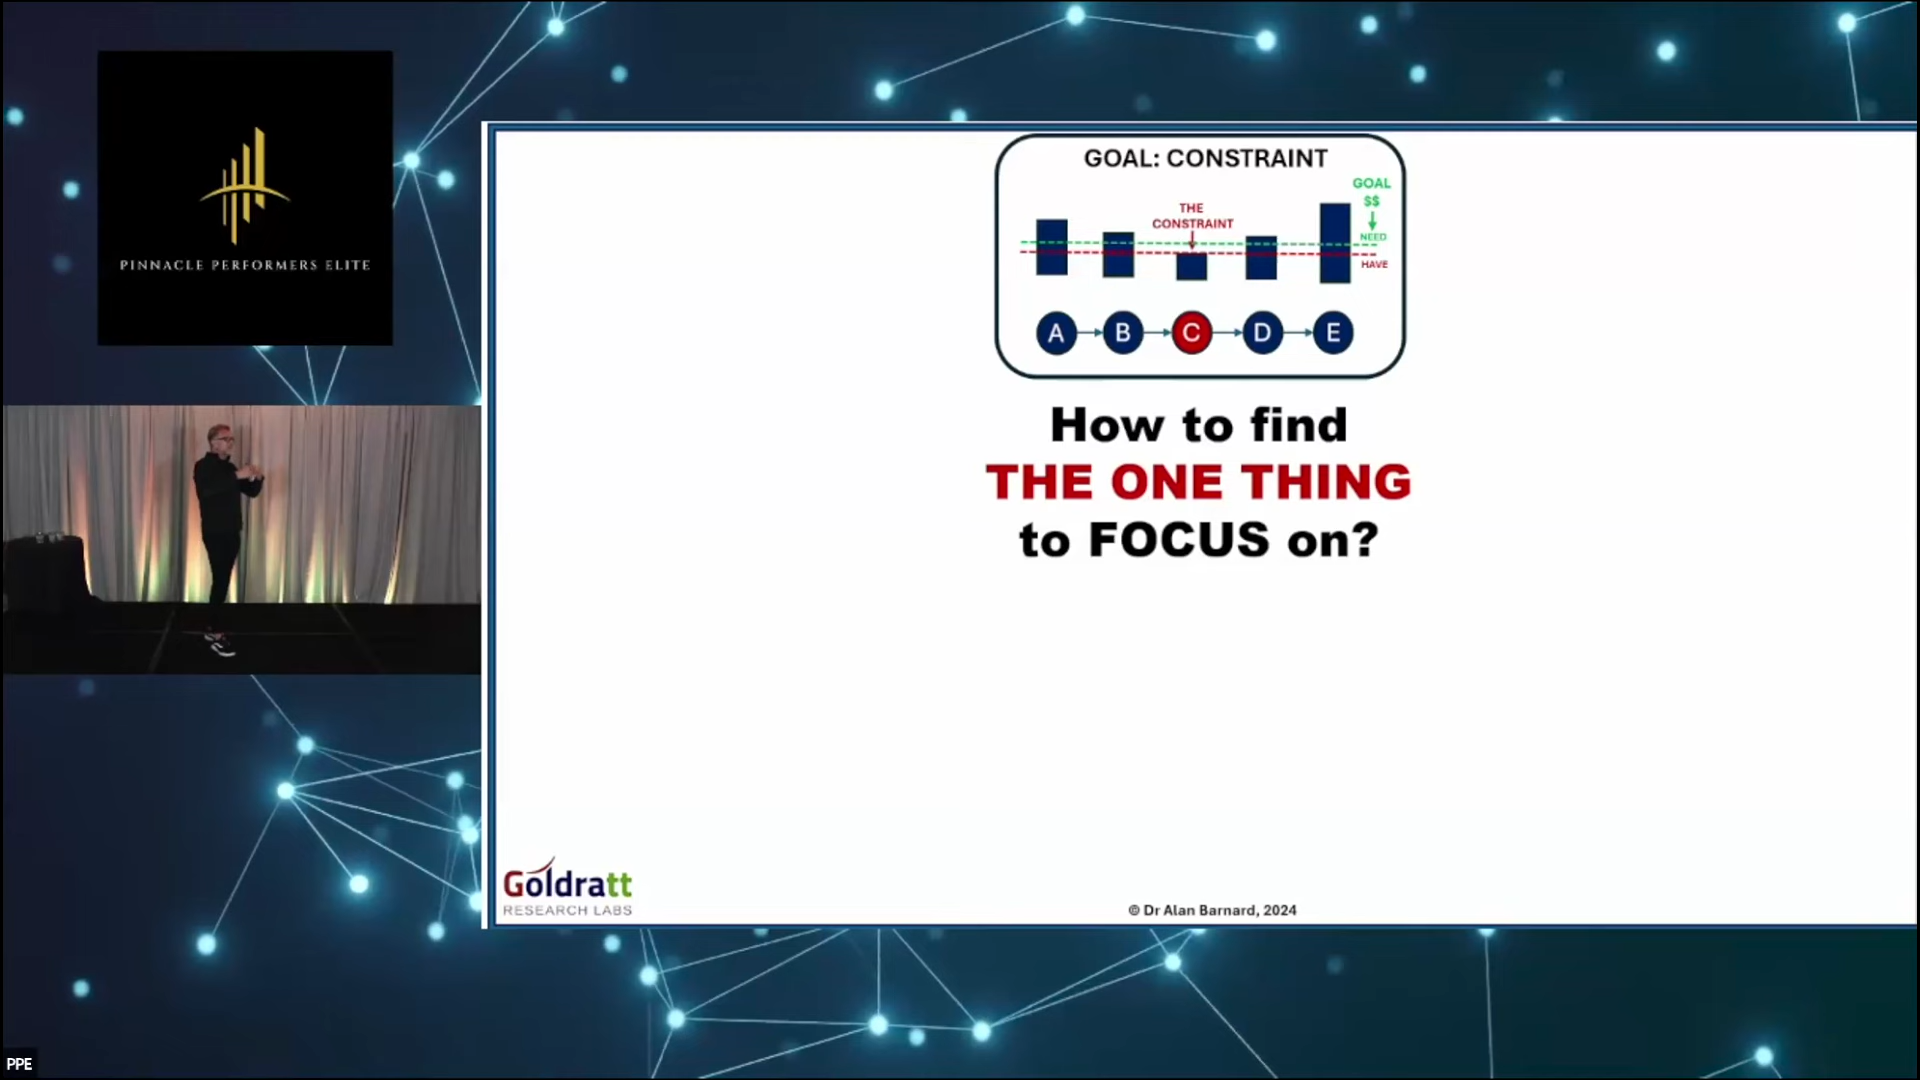 PINNACLE PERFORMERS ELITE
GOAL: CONSTRAINT
GOAL
$$
NEED
HAVE
THE
CONSTRAINT
A B C D E
How to find
THE ONE THING
to FOCUS on?
Goldratt
RESEARCH LABS
© Dr Alan Barnard, 2024
PPE